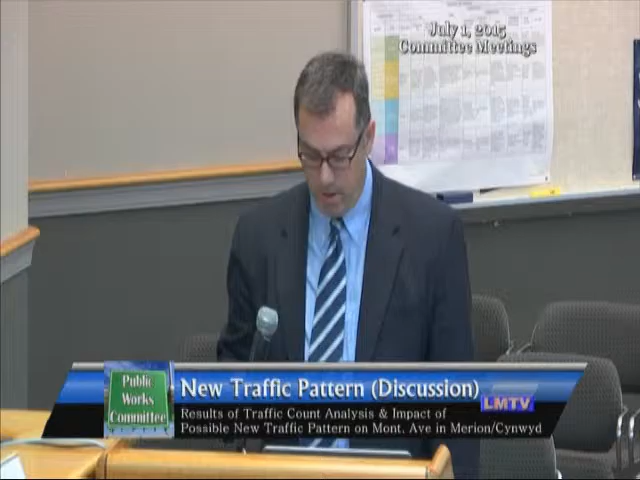 July 1, 2015
Committee Meetings
Public
Works
Committee
New Traffic Pattern (Discussion)
LMTV
Results of Traffic Count Analysis & Impact of
Possible New Traffic Pattern on Mont. Ave in Merion/Cynwyd